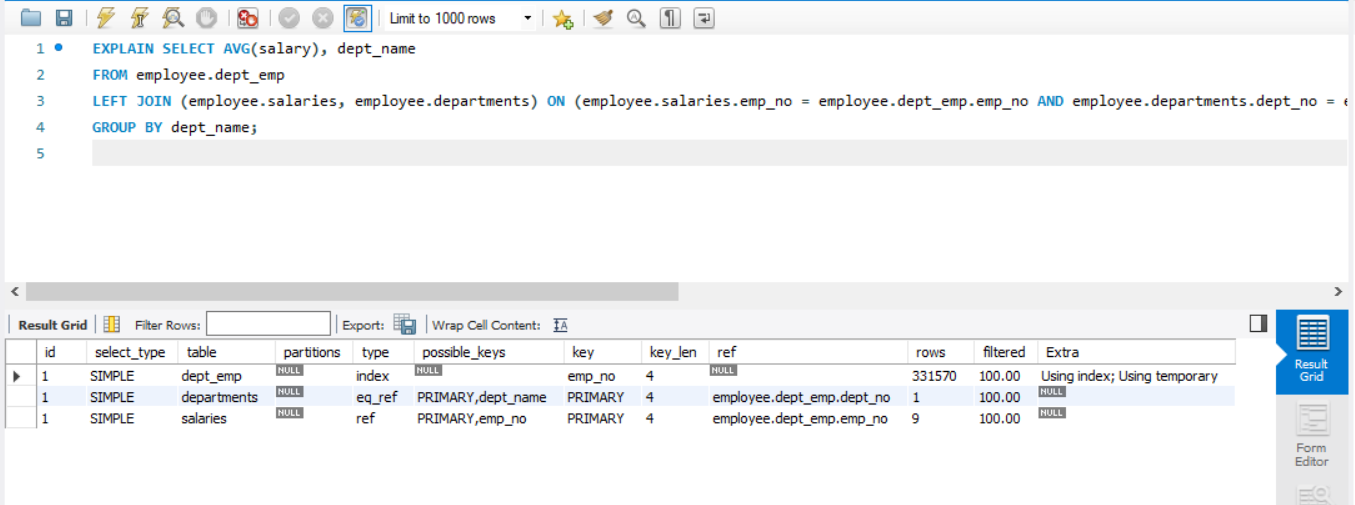 Limit to 1000 rows
1 EXPLAIN SELECT AVG(salary), dept_name
2 FROM employee.dept_emp
3 LEFT JOIN (employee.salaries, employee.departments) ON (employee.salaries.emp_no = employee.dept_emp.emp_no AND employee.departments.dept_no = e
4 GROUP BY dept_name;
5
Result Grid Filter Rows: Export: Wrap Cell Content: IA
id select_type table partitions type possible_keys key key_len ref rows filtered Extra
1 SIMPLE dept_emp NULL index NULL emp_no 4 NULL 331570 100.00 Using index; Using temporary
1 SIMPLE departments NULL eq_ref PRIMARY,dept_name PRIMARY 4 employee.dept_emp.dept_no 1 100.00 NULL
1 SIMPLE salaries NULL ref PRIMARY,emp_no PRIMARY 4 employee.dept_emp.emp_no 9 100.00 NULL
Result
Grid
Form
Editor